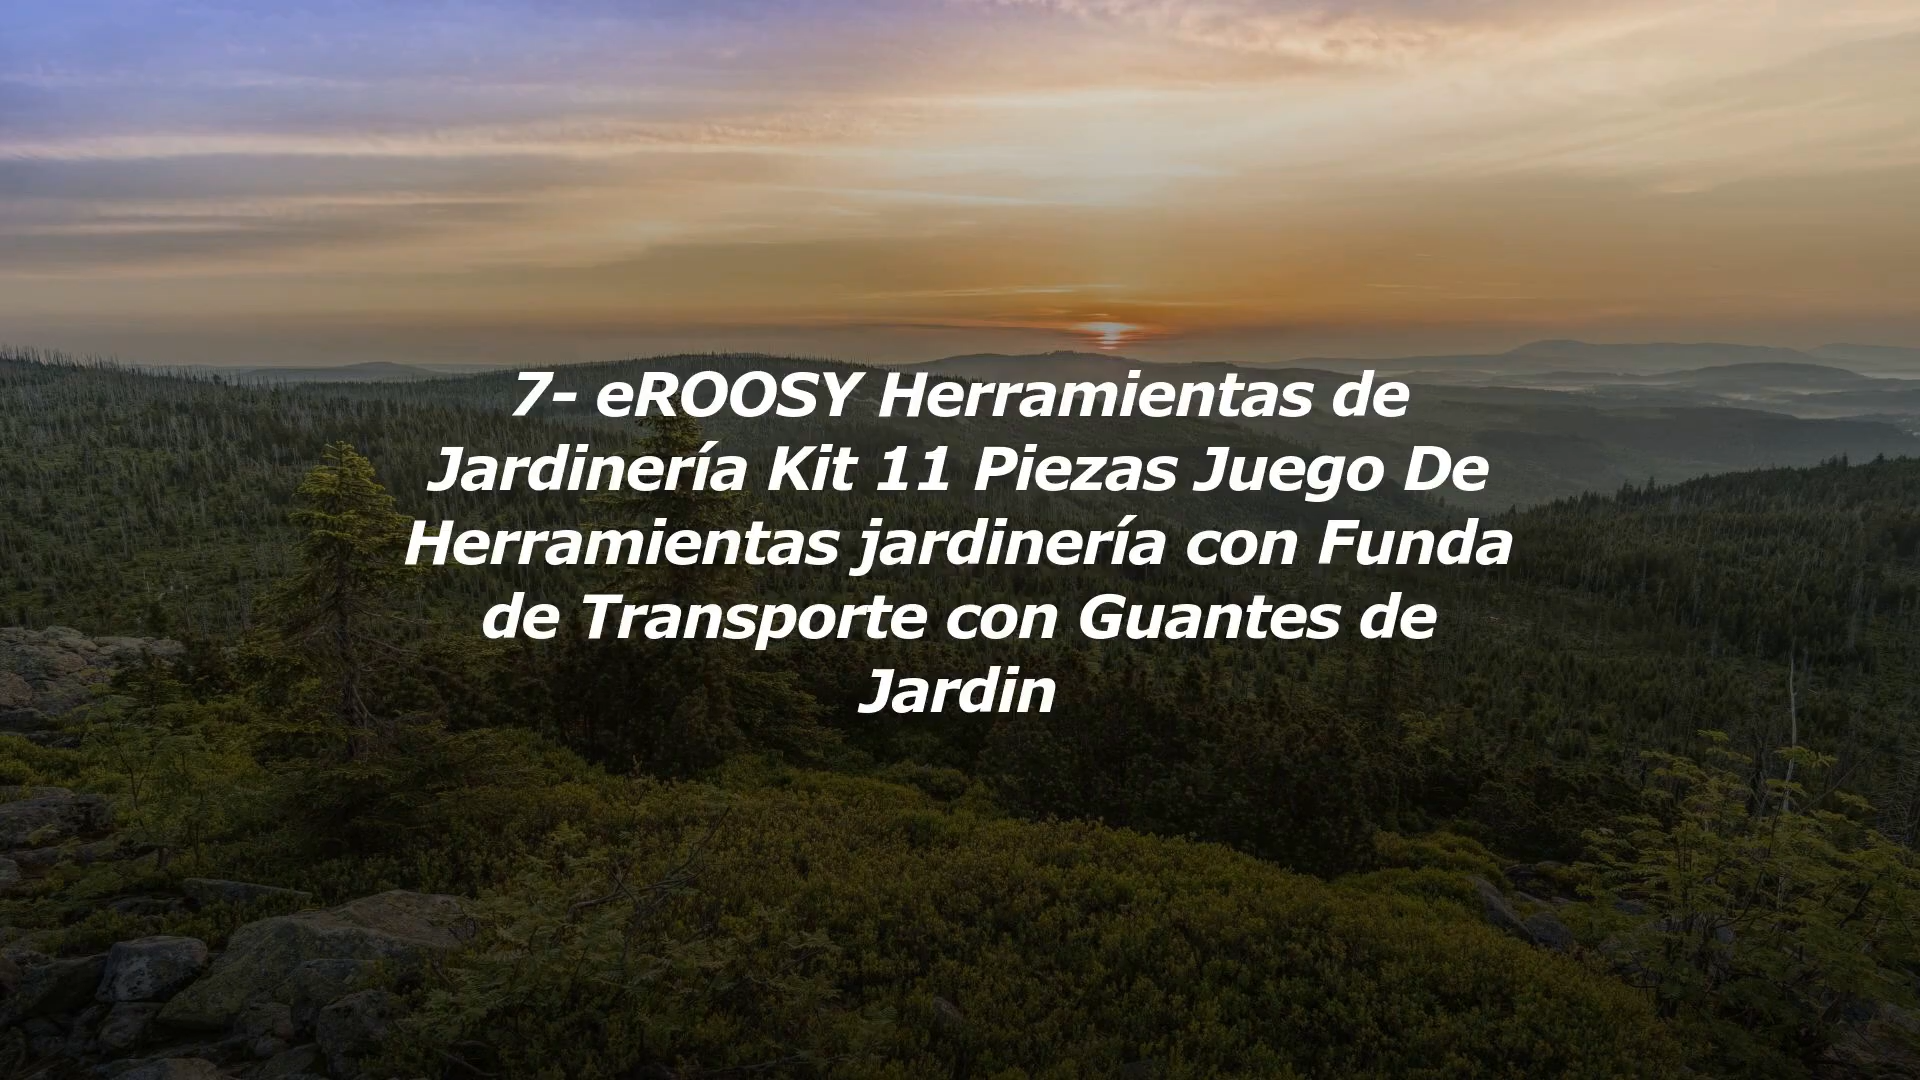 7- eROOSY Herramientas de
Jardinería Kit 11 Piezas Juego De
Herramientas jardinería con Funda
de Transporte con Guantes de
Jardin